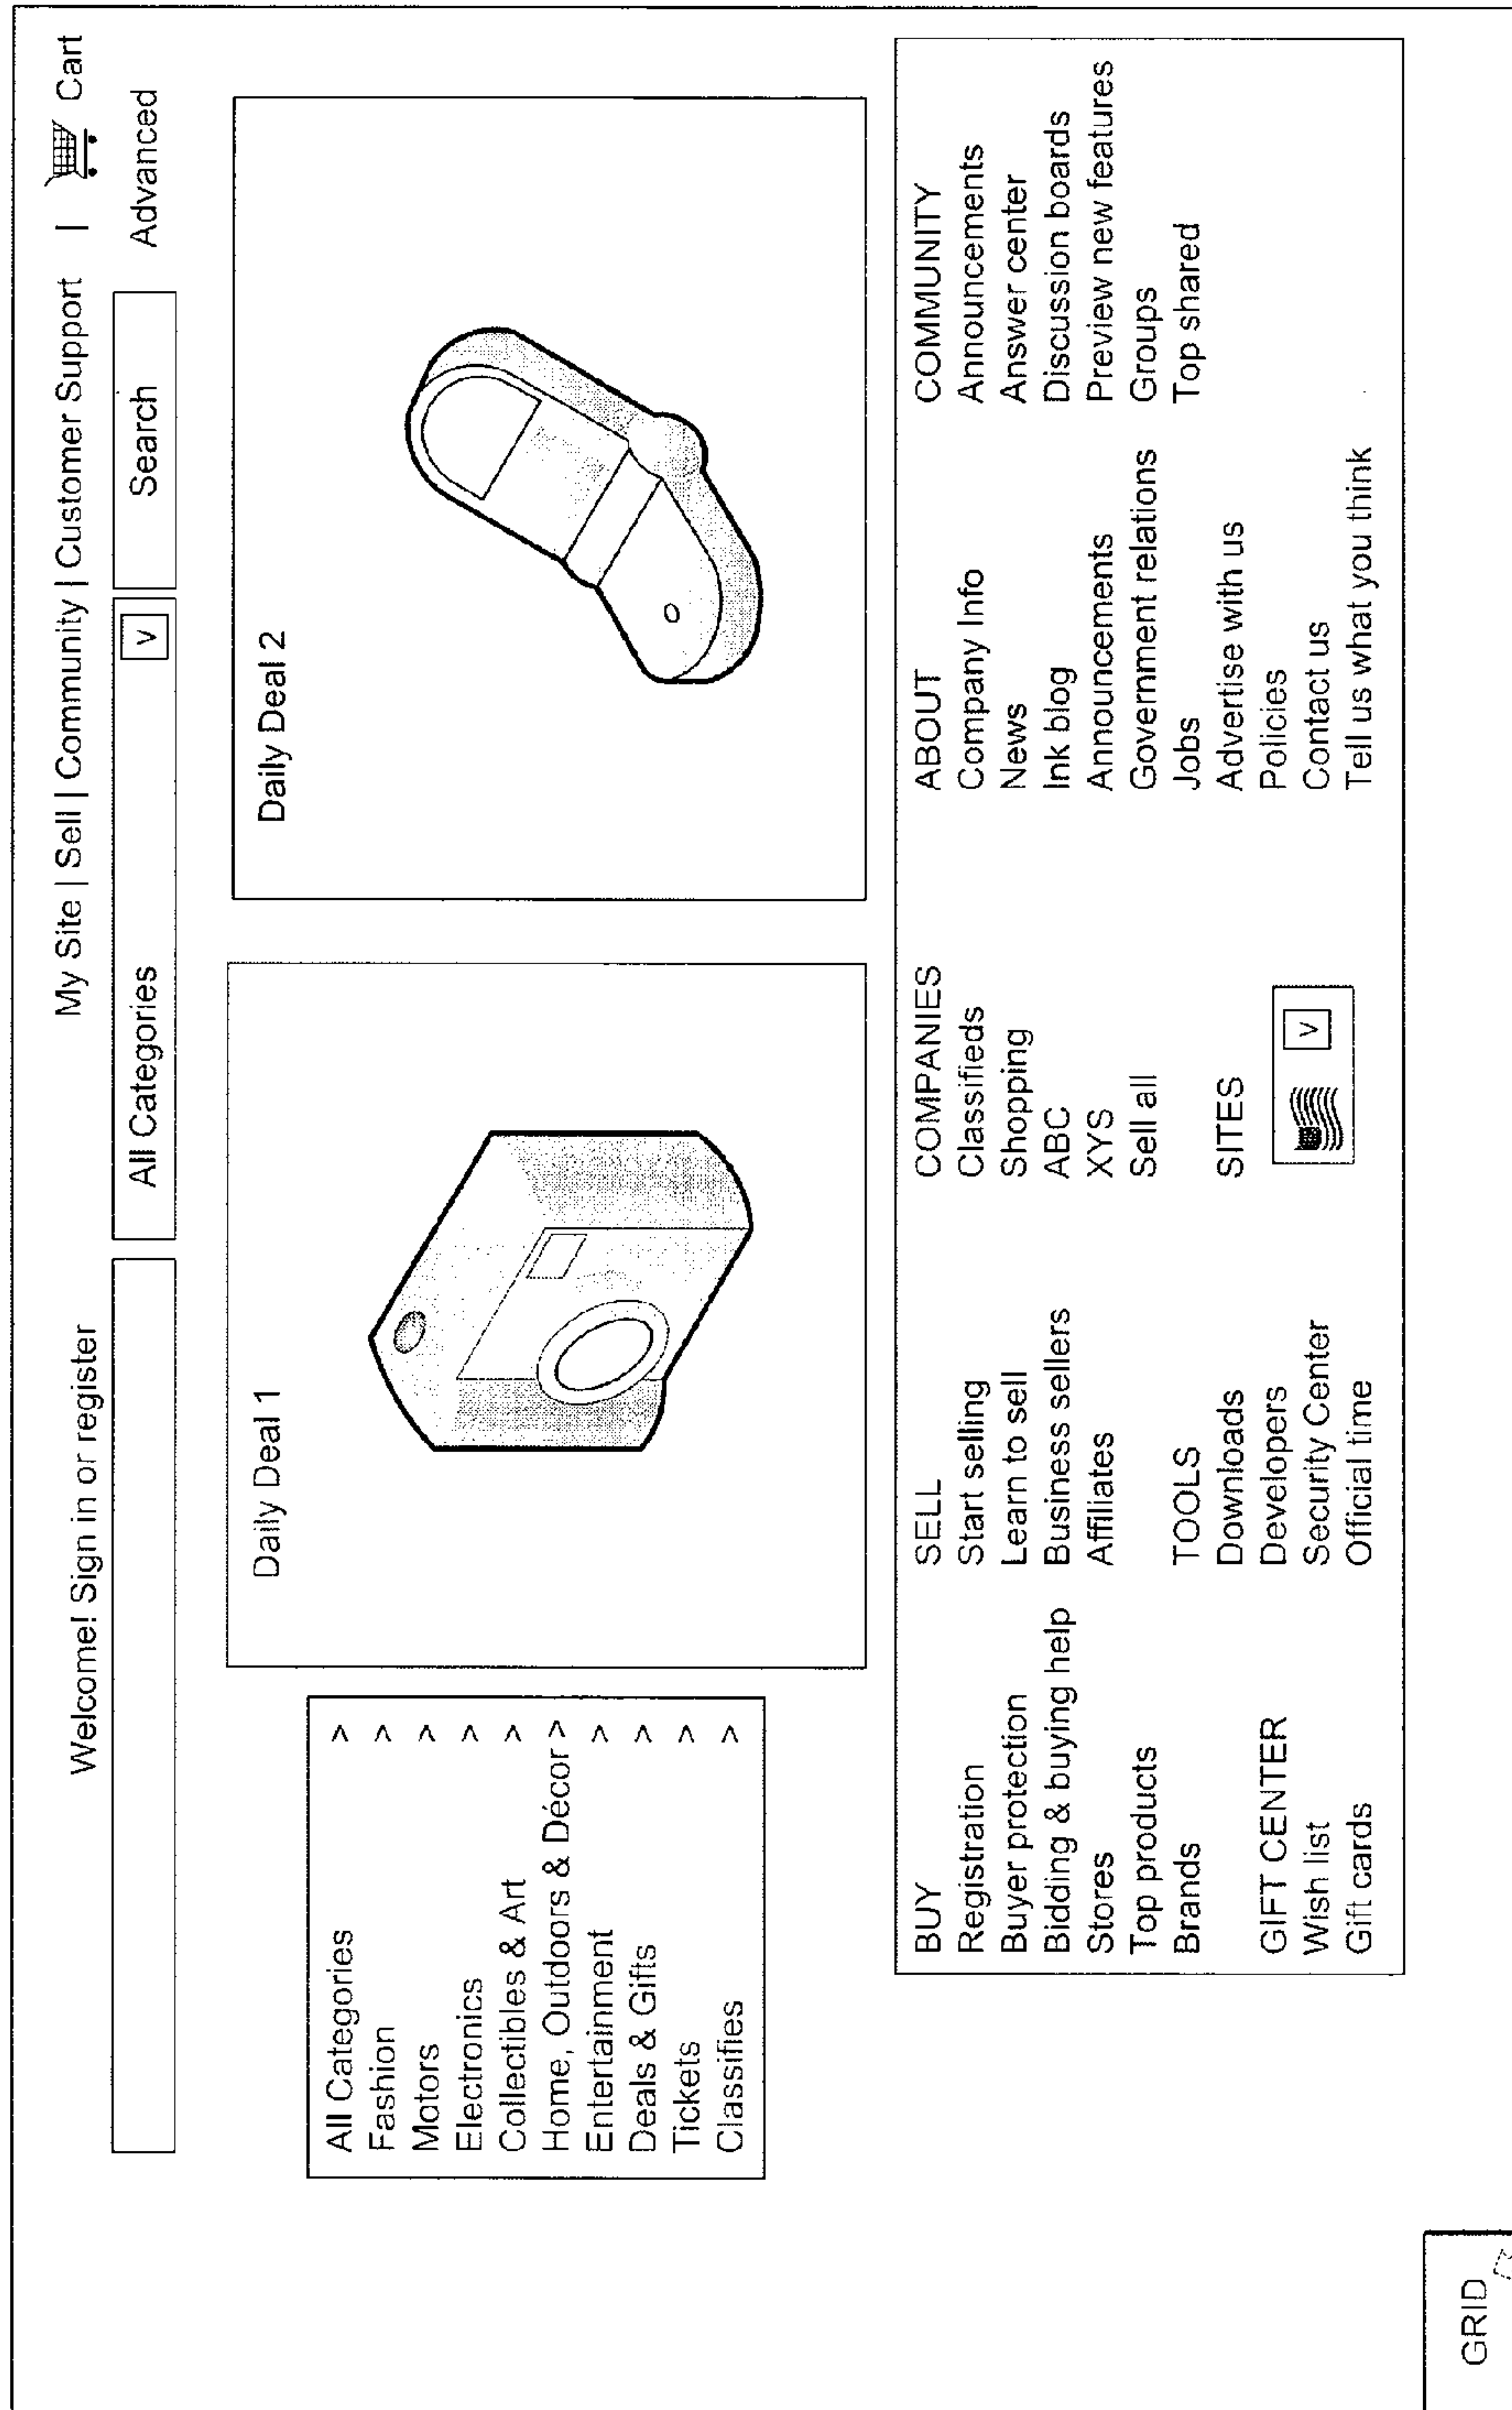 Welcome! Sign in or register
My Site | Sell | Community | Customer Support | Cart
All Categories
v
Search
Advanced
All Categories >
Fashion >
Motors >
Electronics >
Collectibles & Art >
Home, Outdoors & Décor >
Entertainment >
Deals & Gifts >
Tickets >
Classifies >
Daily Deal 1
Daily Deal 2
BUY
Registration
Buyer protection
Bidding & buying help
Stores
Top products
Brands
GIFT CENTER
Wish list
Gift cards
SELL
Start selling
Learn to sell
Business sellers
Affiliates
TOOLS
Downloads
Developers
Security Center
Official time
COMPANIES
Classifieds
Shopping
ABC
XYS
Sell all
SITES
v
ABOUT
Company Info
News
Ink blog
Announcements
Government relations
Jobs
Advertise with us
Policies
Contact us
Tell us what you think
COMMUNITY
Announcements
Answer center
Discussion boards
Preview new features
Groups
Top shared
GRID